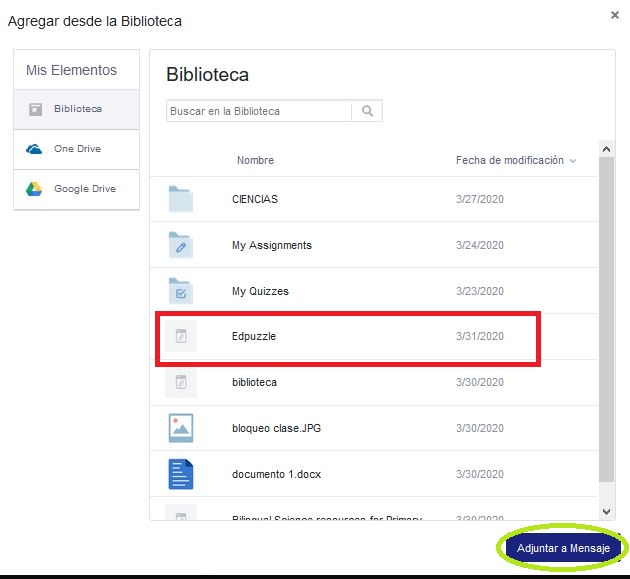 Agregar desde la Biblioteca
×
Mis Elementos
Biblioteca
One Drive
Google Drive
Biblioteca
Buscar en la Biblioteca
Nombre Fecha de modificación
CIENCIAS 3/27/2020
My Assignments 3/24/2020
My Quizzes 3/23/2020
Edpuzzle 3/31/2020
biblioteca 3/30/2020
bloqueo clase.JPG 3/30/2020
documento 1.docx 3/30/2020
Bilingual Science resources for Primary 3/30/2020
Adjuntar a Mensaje